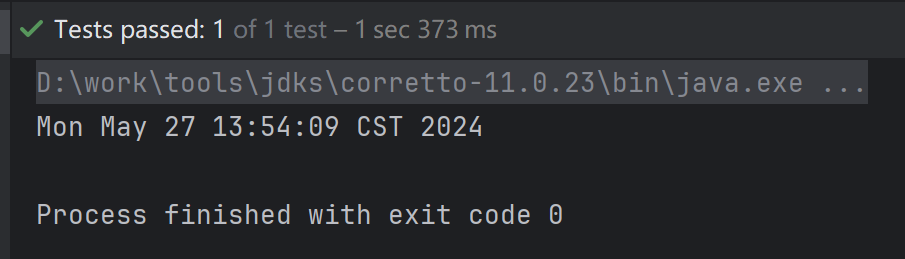 Tests passed: 1 of 1 test – 1 sec 373 ms
D:\work\tools\jdks\corretto-11.0.23\bin\java.exe ...
Mon May 27 13:54:09 CST 2024
Process finished with exit code 0